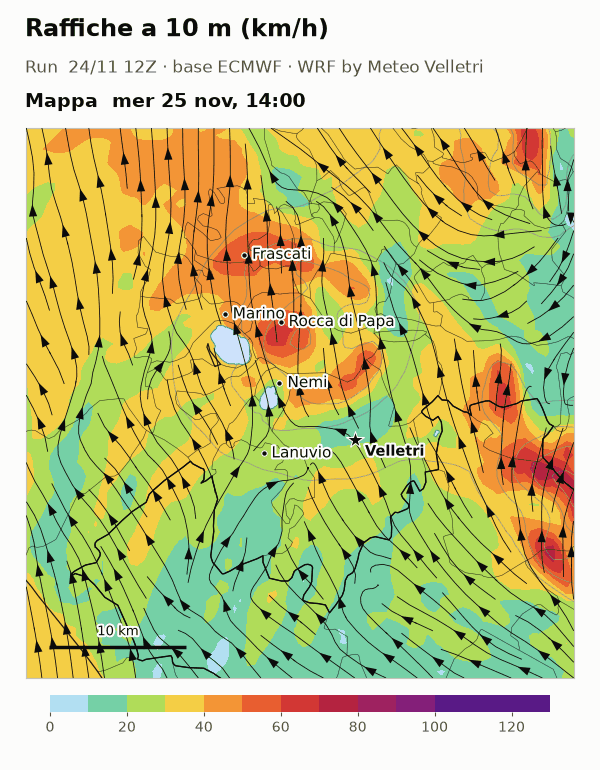 Raffiche a 10 m (km/h)
Run  24/11 12Z · base ECMWF · WRF by Meteo Velletri
Mappa  mer 25 nov, 14:00
Frascati
Marino
Rocca di Papa
Nemi
Velletri
Lanuvio
10 km
0 20 40 60 80 100 120